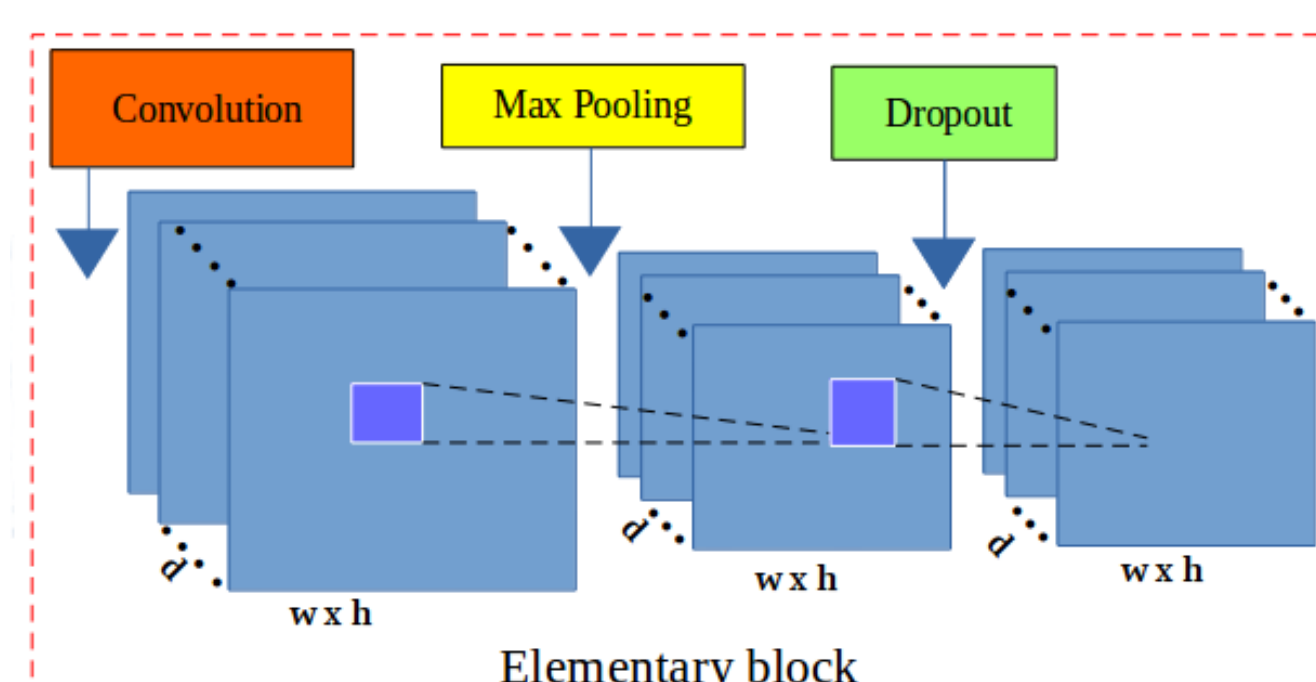 Convolution
Max Pooling
Dropout
d
w x h
d
w x h
d
w x h
Elementary block